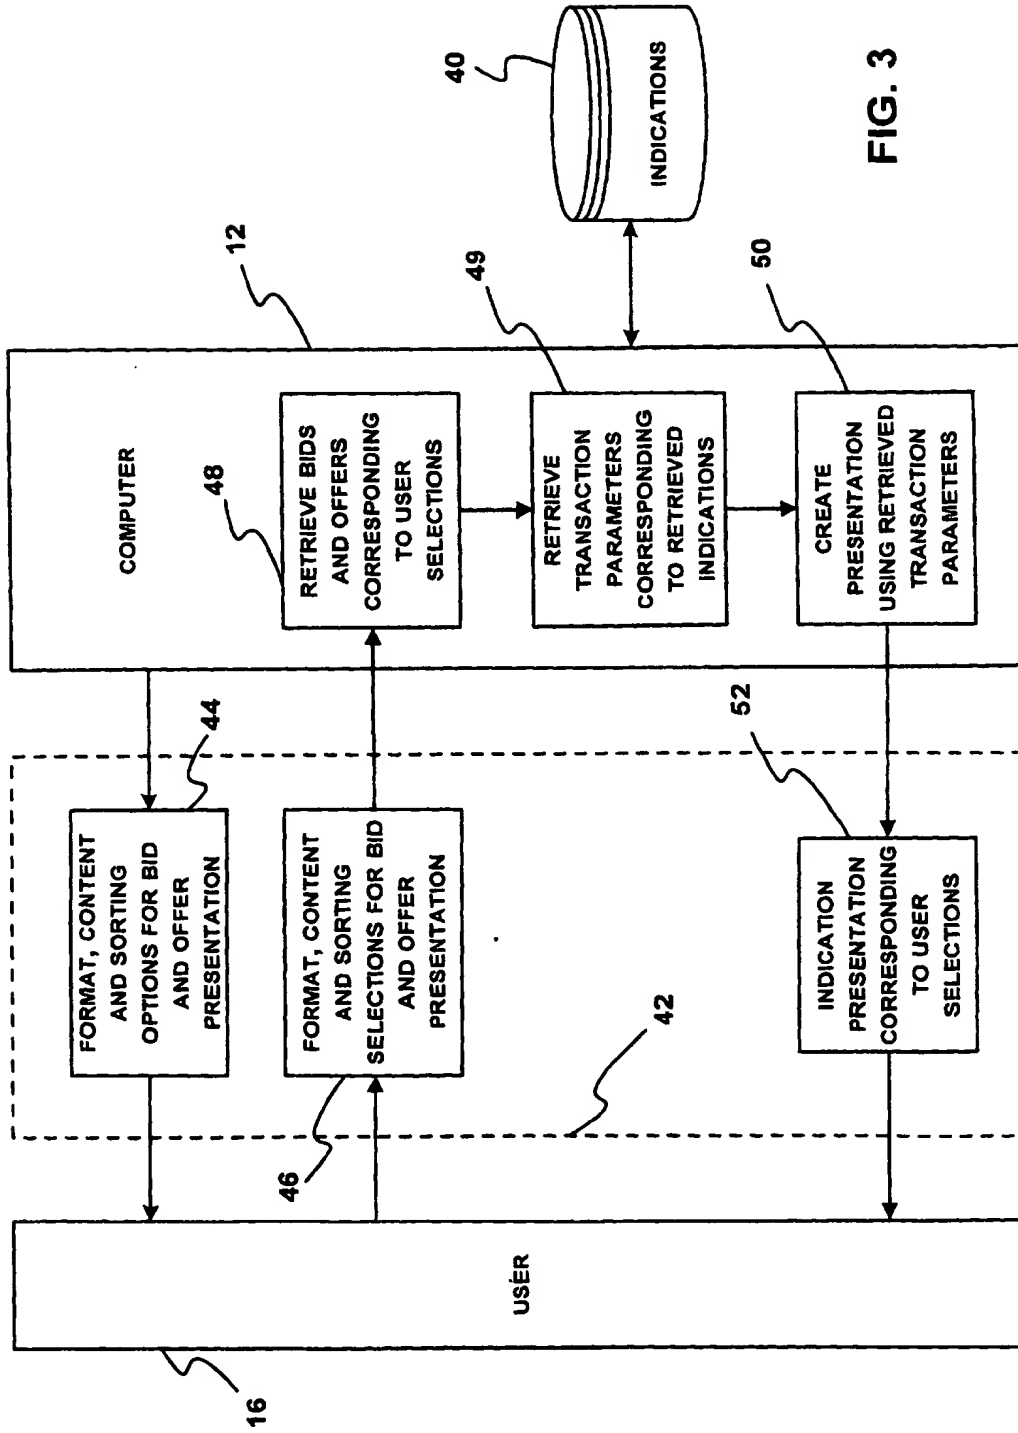 16
USER
46
42
FORMAT, CONTENT
AND SORTING
OPTIONS FOR BID
AND OFFER
PRESENTATION
44
FORMAT, CONTENT
AND SORTING
SELECTIONS FOR BID
AND OFFER
PRESENTATION
INDICATION
PRESENTATION
CORRESPONDING
TO USER
SELECTIONS
52
COMPUTER
12
48
RETRIEVE BIDS
AND OFFERS
CORRESPONDING
TO USER
SELECTIONS
49
RETRIEVE
TRANSACTION
PARAMETERS
CORRESPONDING
TO RETRIEVED
INDICATIONS
50
CREATE
PRESENTATION
USING RETRIEVED
TRANSACTION
PARAMETERS
40
INDICATIONS
FIG. 3